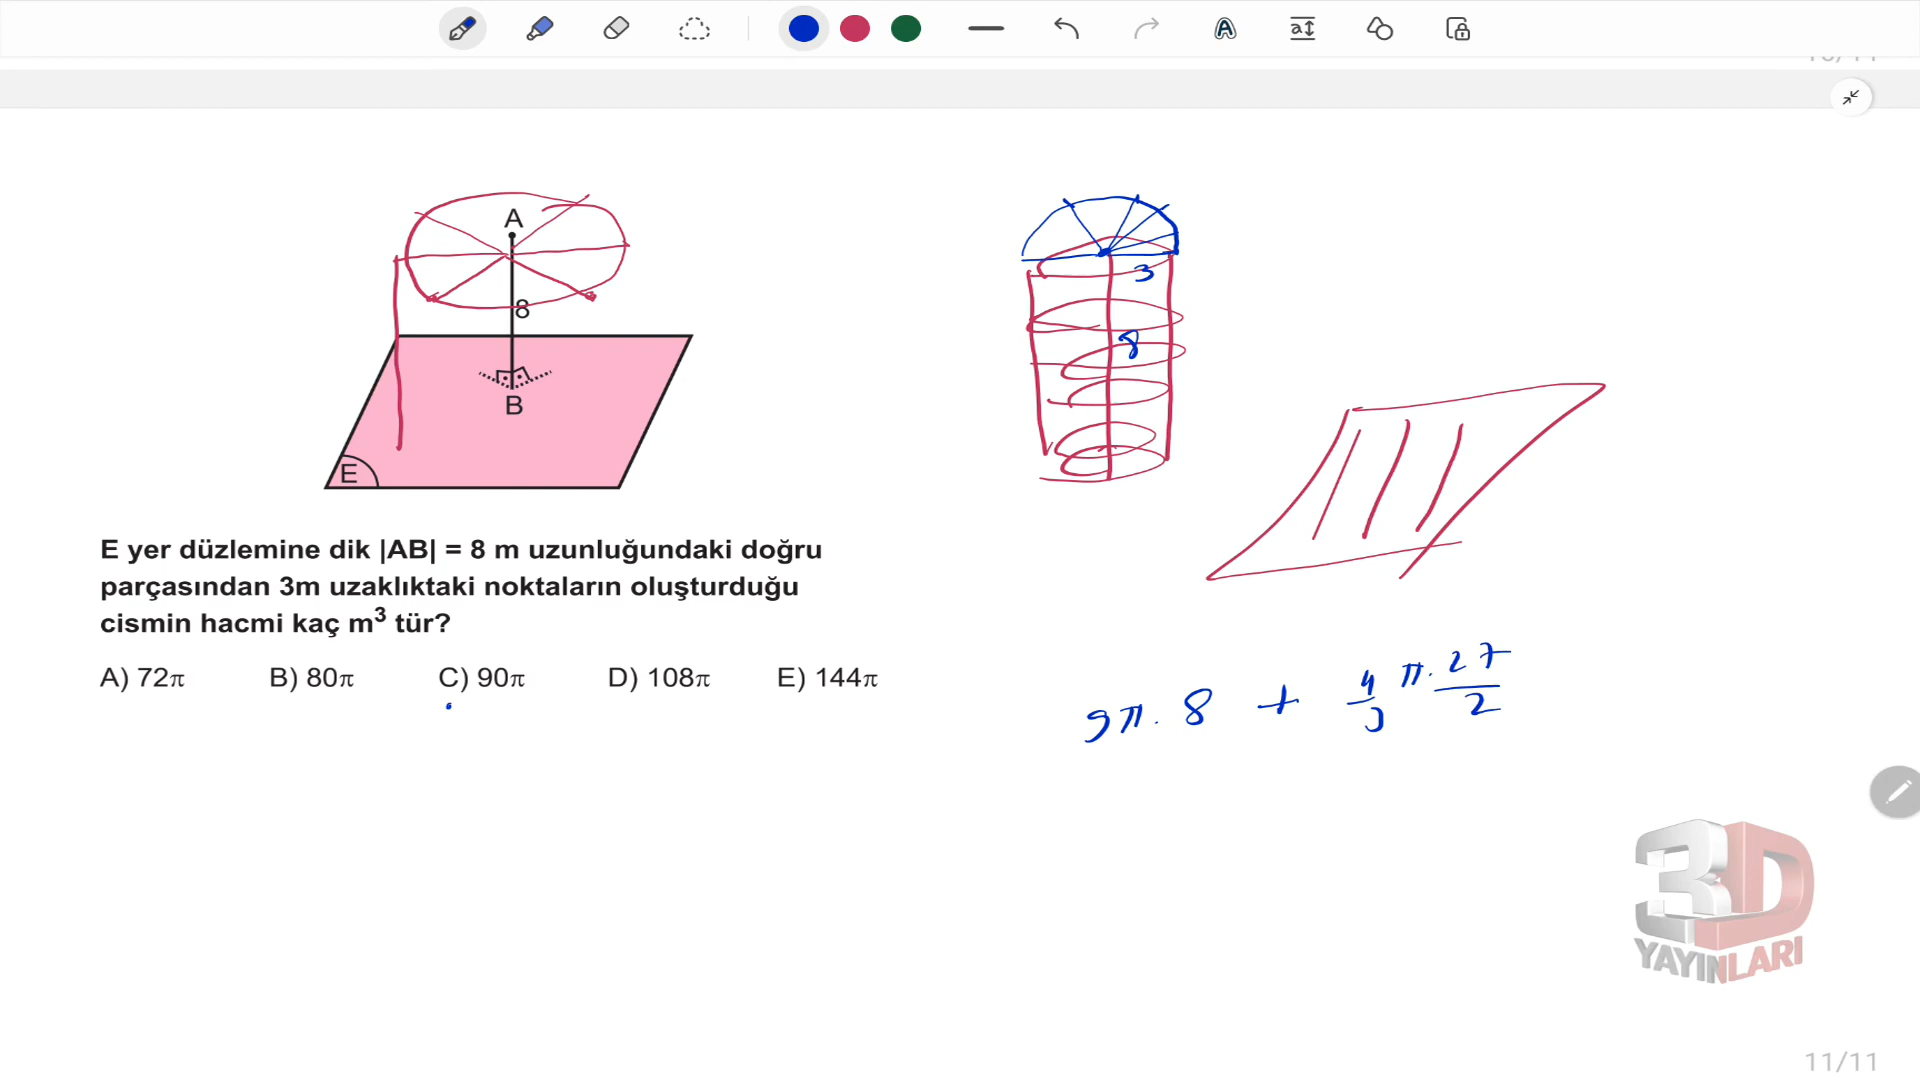 A
8
B
E
E yer düzlemine dik |AB| = 8 m uzunluğundaki doğru
parçasından 3m uzaklıktaki noktaların oluşturduğu
cismin hacmi kaç m³ tür?
A) 72π B) 80π C) 90π D) 108π E) 144π
3
8
9π. 8 + 4/3 π. 27/2
3D
YAYINLARI
11/11